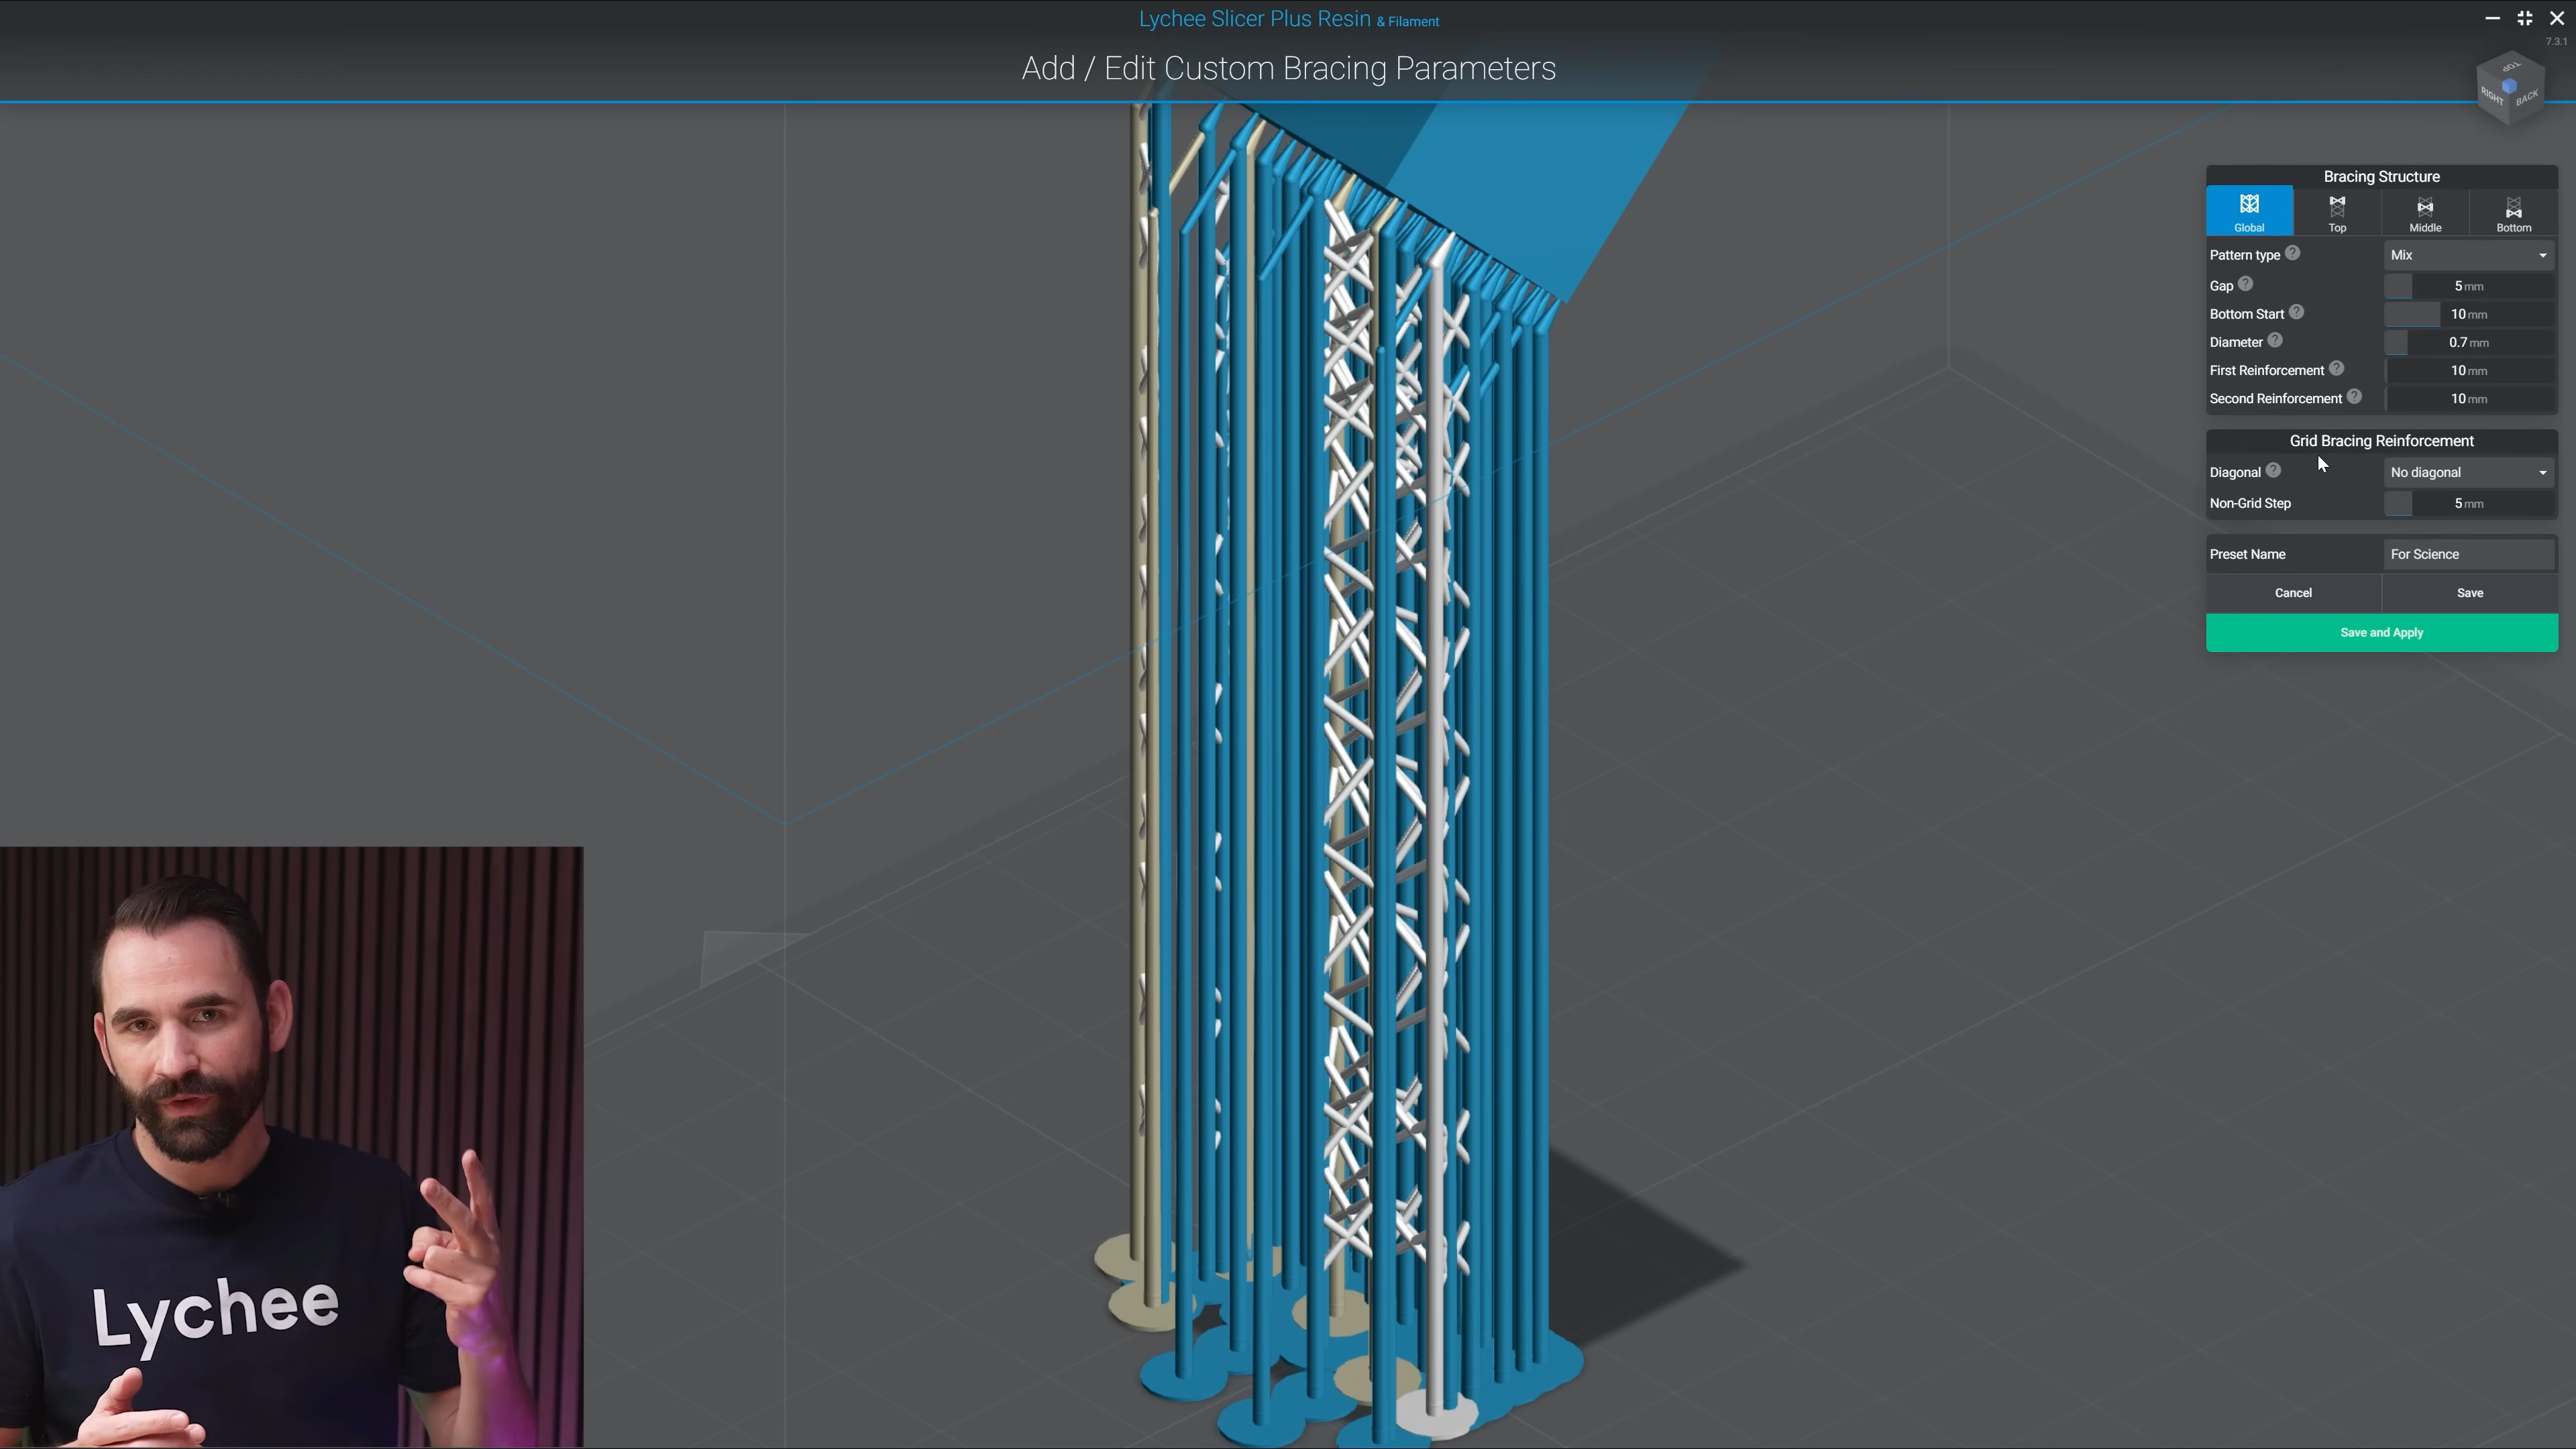 Lychee Slicer Plus Resin & Filament
7.3.1
Add / Edit Custom Bracing Parameters
TOP
RIGHT
BACK
Bracing Structure
Global
Top
Middle
Bottom
Pattern type ?
Mix
Gap ?
5 mm
Bottom Start ?
10 mm
Diameter ?
0.7 mm
First Reinforcement ?
10 mm
Second Reinforcement ?
10 mm
Grid Bracing Reinforcement
Diagonal ?
No diagonal
Non-Grid Step
5 mm
Preset Name
For Science
Cancel
Save
Save and Apply
Lychee